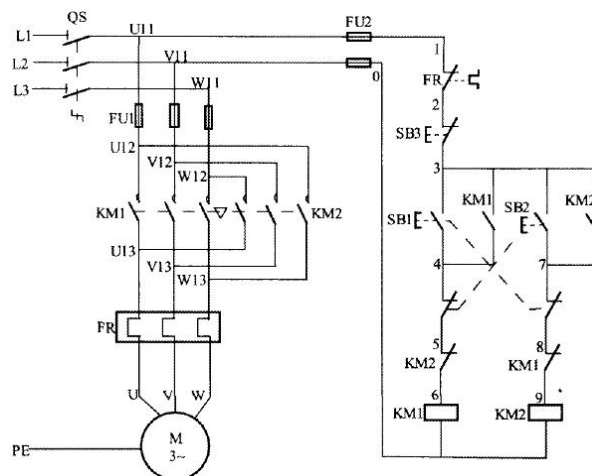 QS
U11
FU2
L1
1
L2
V11
0
L3
W11
FR
2
FU1
SB3
U12
V12
3
W12
KM1
KM2
SB1
KM1
SB2
KM2
U13
V13
4
7
W13
FR
5
8
KM2
KM1
U
V
W
6
9
KM1
KM2
M
3~
PE